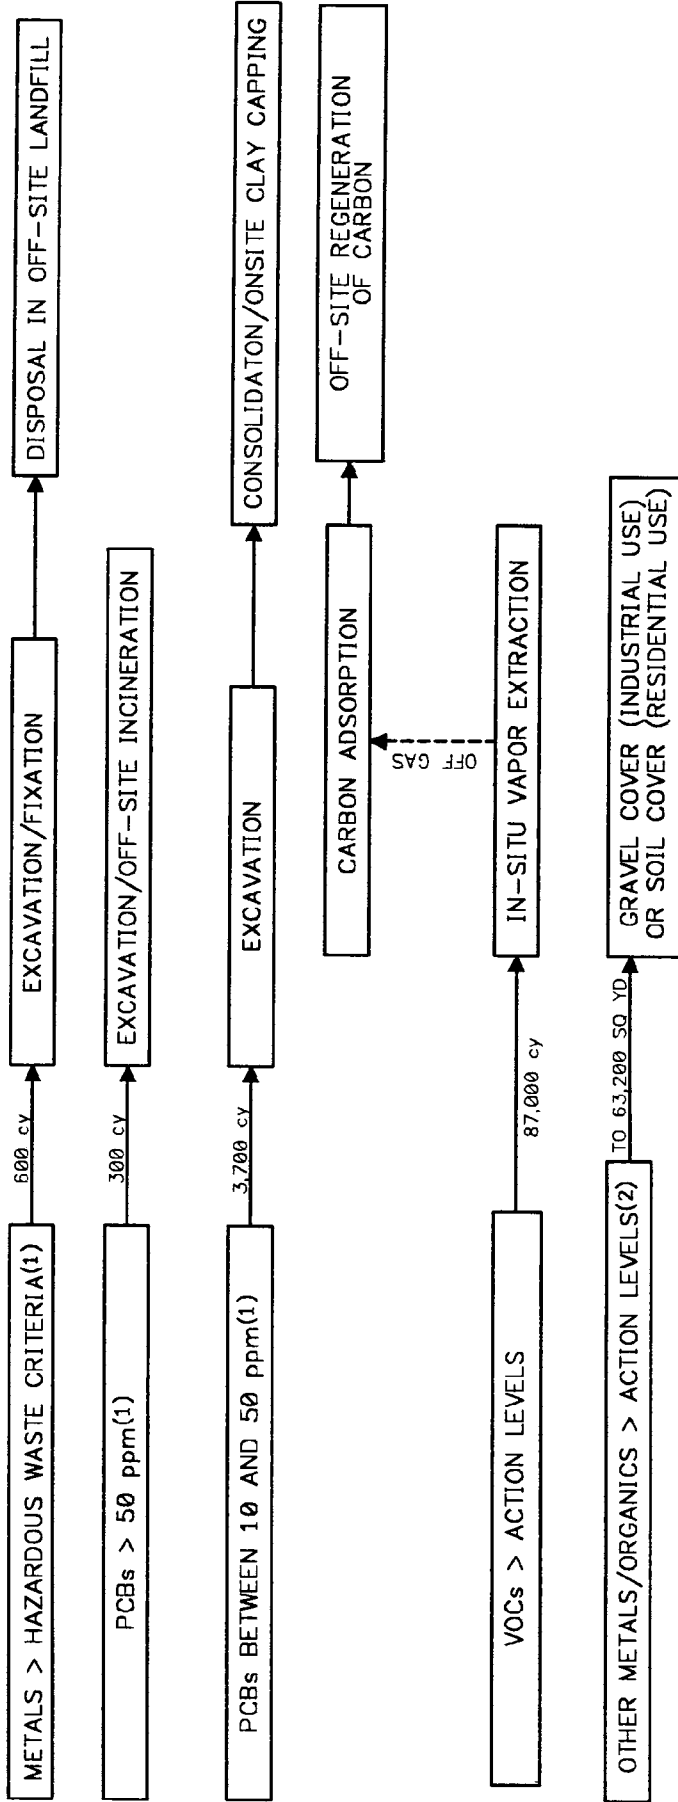 METALS > HAZARDOUS WASTE CRITERIA(1)
600 cy
EXCAVATION/FIXATION
DISPOSAL IN OFF-SITE LANDFILL
PCBs > 50 ppm(1)
300 cy
EXCAVATION/OFF-SITE INCINERATION
PCBs BETWEEN 10 AND 50 ppm(1)
3,700 cy
EXCAVATION
CONSOLIDATON/ONSITE CLAY CAPPING
CARBON ADSORPTION
OFF-SITE REGENERATION
OF CARBON
OFF GAS
VOCs > ACTION LEVELS
87,000 cy
IN-SITU VAPOR EXTRACTION
OTHER METALS/ORGANICS > ACTION LEVELS(2)
TO 63,200 SQ YD
GRAVEL COVER (INDUSTRIAL USE)
OR SOIL COVER (RESIDENTIAL USE)